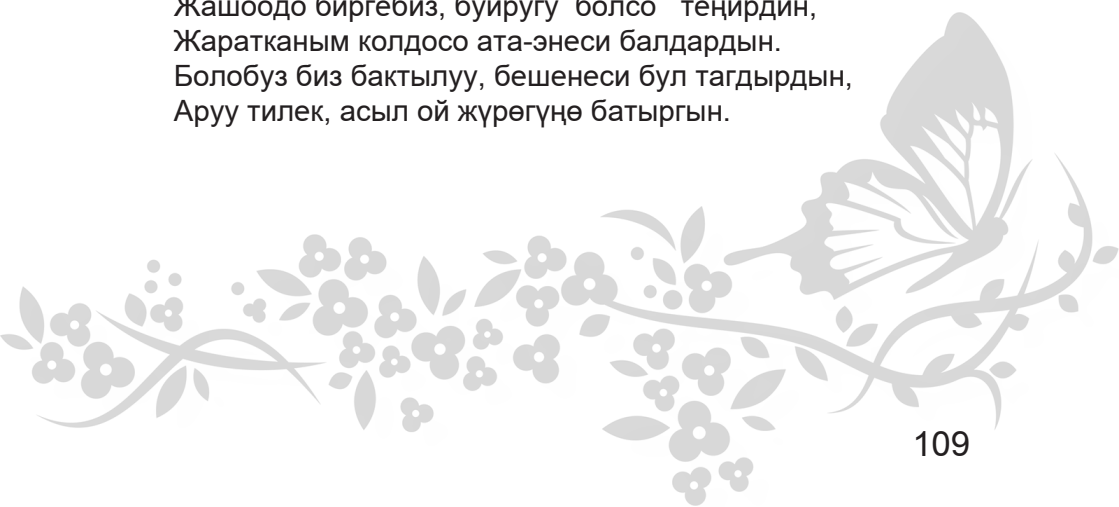 Жашоодо биргебиз, буйругу болсо теңирдин,
Жаратканым колдосо ата-энеси балдардын.
Болобуз биз бактылуу, бешенеси бул тагдырдын,
Аруу тилек, асыл ой жүрөгүңө батыргын.
109